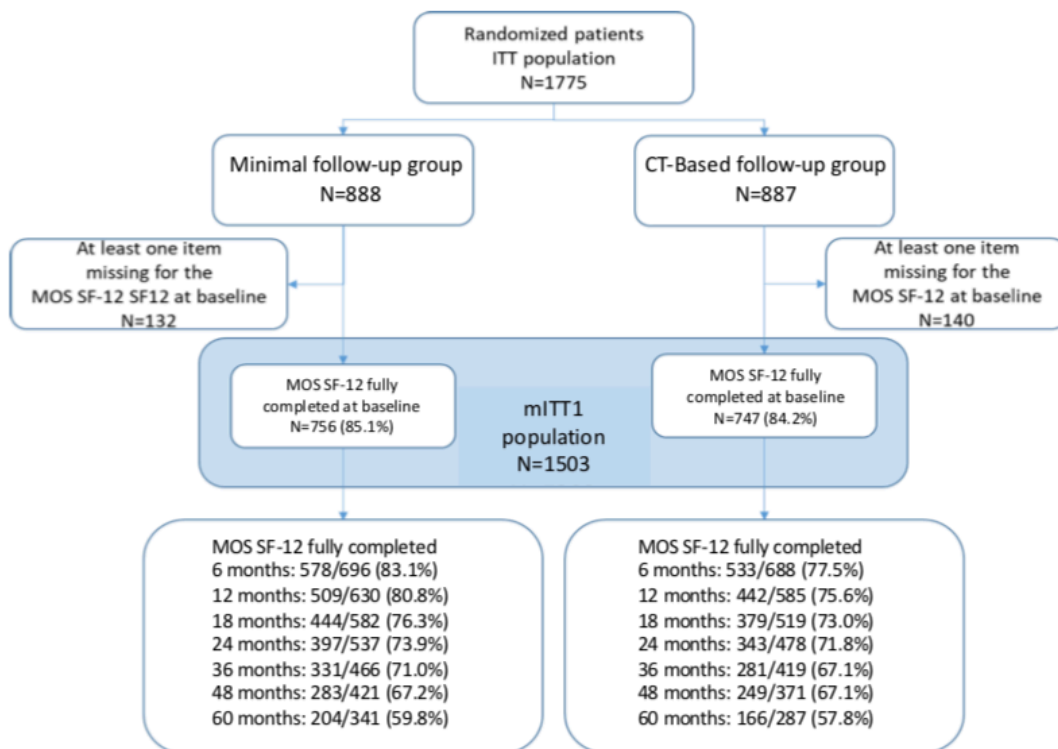 Randomized patients
ITT population
N=1775
Minimal follow-up group
N=888
CT-Based follow-up group
N=887
At least one item
missing for the
MOS SF-12 SF12 at baseline
N=132
At least one item
missing for the
MOS SF-12 at baseline
N=140
MOS SF-12 fully
completed at baseline
N=756 (85.1%)
mITT1
population
N=1503
MOS SF-12 fully
completed at baseline
N=747 (84.2%)
MOS SF-12 fully completed
6 months: 578/696 (83.1%)
12 months: 509/630 (80.8%)
18 months: 444/582 (76.3%)
24 months: 397/537 (73.9%)
36 months: 331/466 (71.0%)
48 months: 283/421 (67.2%)
60 months: 204/341 (59.8%)
MOS SF-12 fully completed
6 months: 533/688 (77.5%)
12 months: 442/585 (75.6%)
18 months: 379/519 (73.0%)
24 months: 343/478 (71.8%)
36 months: 281/419 (67.1%)
48 months: 249/371 (67.1%)
60 months: 166/287 (57.8%)